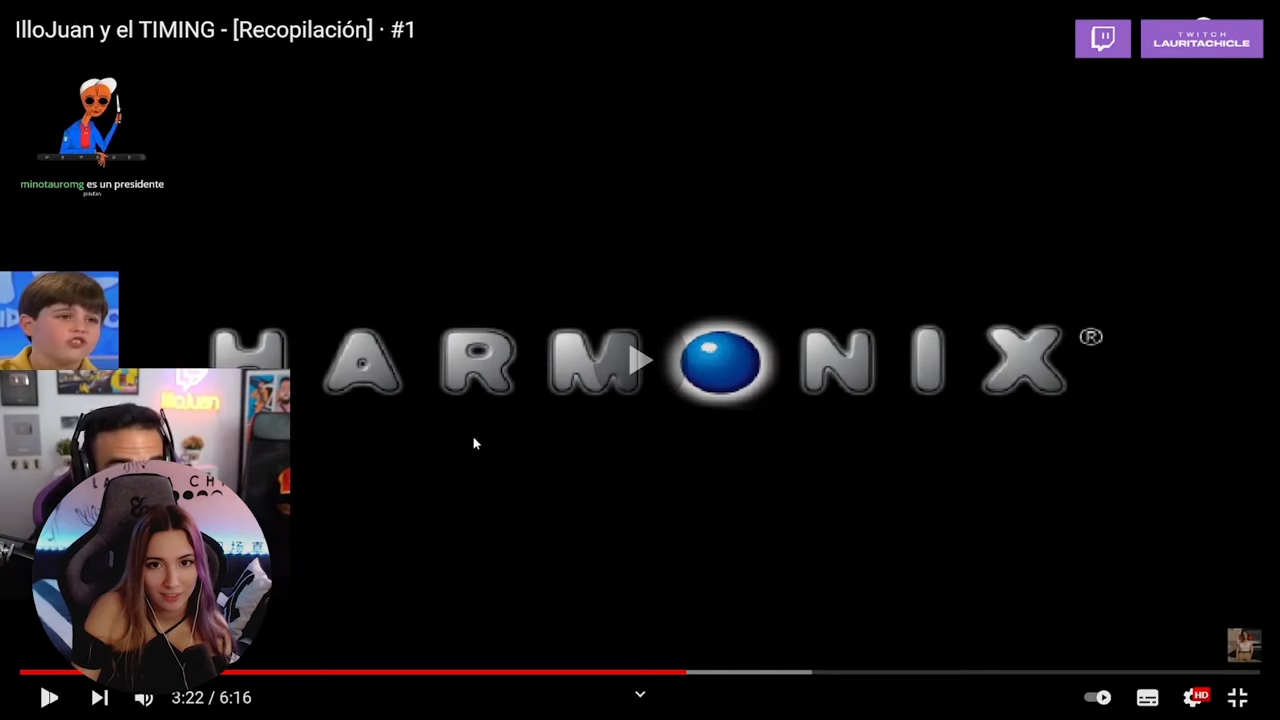 IlloJuan y el TIMING - [Recopilación] · #1
TWITCH
LAURITACHICLE
minotauromg es un presidente
HARMONIX®
illoJuan
3:22 / 6:16
HD